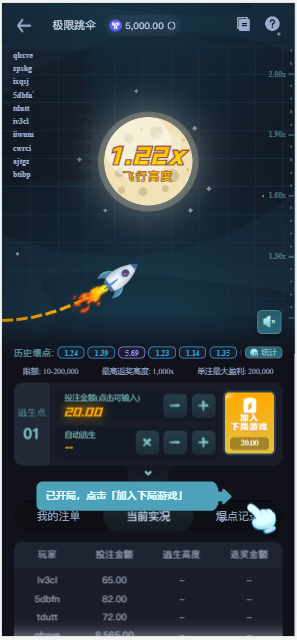 极限跳伞
5,000.00
qbxve
zpshg
ixqsj
5dbfn
tdutt
iv3cl
iiwum
cwrci
ajtgz
btibp
2.00x
1.90x
1.60x
1.30x
1.22x
飞行高度
历史爆点: 1.24 1.39 5.69 1.23 1.14 1.35 统计
限额: 10-200,000 最高返奖高度: 1,000x 单注最大盈利: 200,000
逃生点
01
投注金额(点击可输入)
20.00
自动逃生
--
加入
下局游戏
20.00
已开局，点击「加入下局游戏」
我的注单 当前实况 爆点记录
玩家 投注金额 逃生高度 返奖金额
iv3cl 65.00 – –
5dbfn 82.00 – –
tdutt 72.00 – –
qbxve 8,565.00 – –